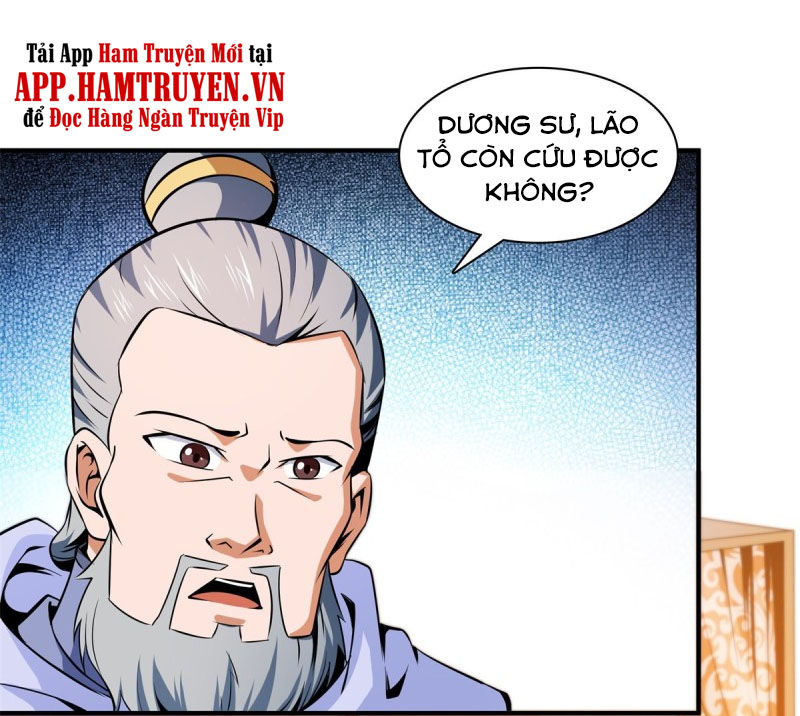 Tải App Ham Truyện Mới tại
APP.HAMTRUYEN.VN
để Đọc Hàng Ngàn Truyện Vip
DƯƠNG SƯ, LÃO
TỔ CÒN CỨU ĐƯỢC
KHÔNG?